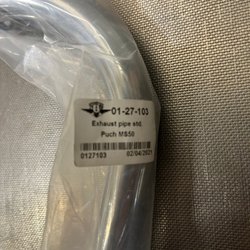 01-27-103
Exhaust pipe std.
Puch MS50
0127103 02/04/2021